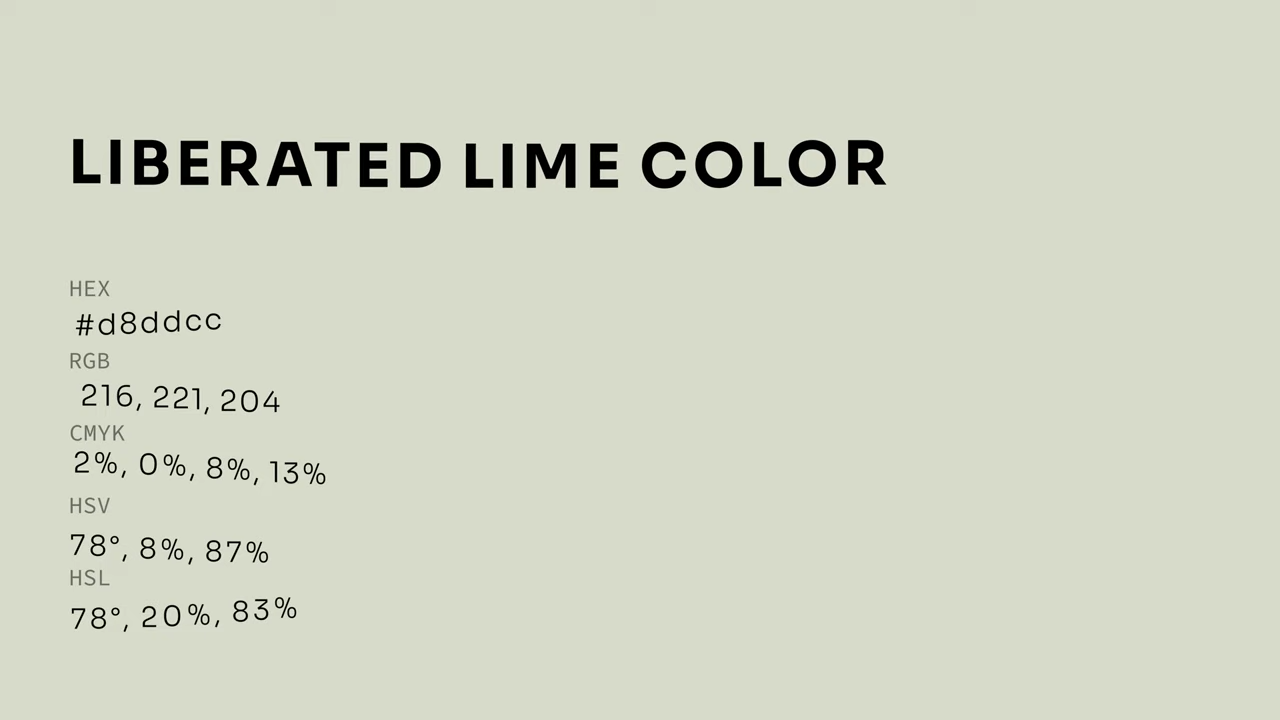 LIBERATED LIME COLOR
HEX
#d8ddcc
RGB
216, 221, 204
CMYK
2%, 0%, 8%, 13%
HSV
78°, 8%, 87%
HSL
78°, 20%, 83%